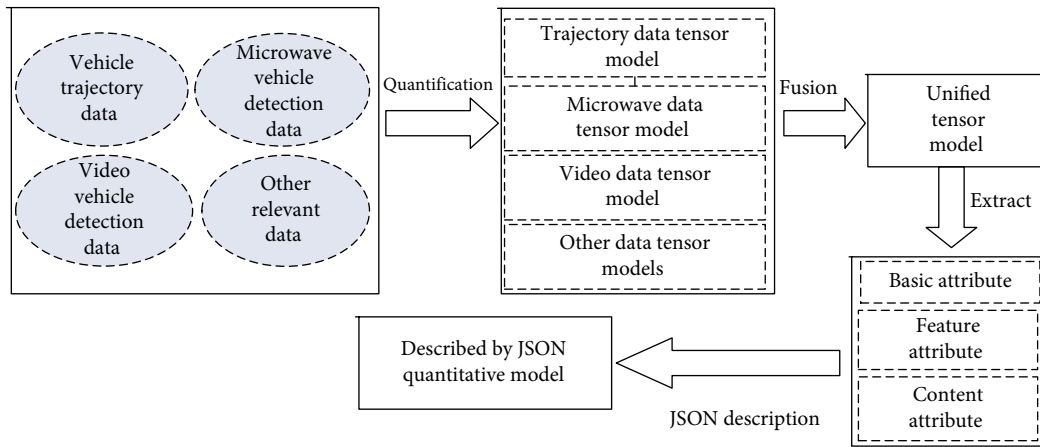 Vehicle
trajectory
data
Microwave
vehicle
detection
data
Video
vehicle
detection
data
Other
relevant
data
Quantification
Trajectory data tensor
model
Microwave data
tensor model
Video data tensor
model
Other data tensor
models
Fusion
Unified
tensor
model
Extract
Basic attribute
Feature
attribute
Content
attribute
JSON description
Described by JSON
quantitative model